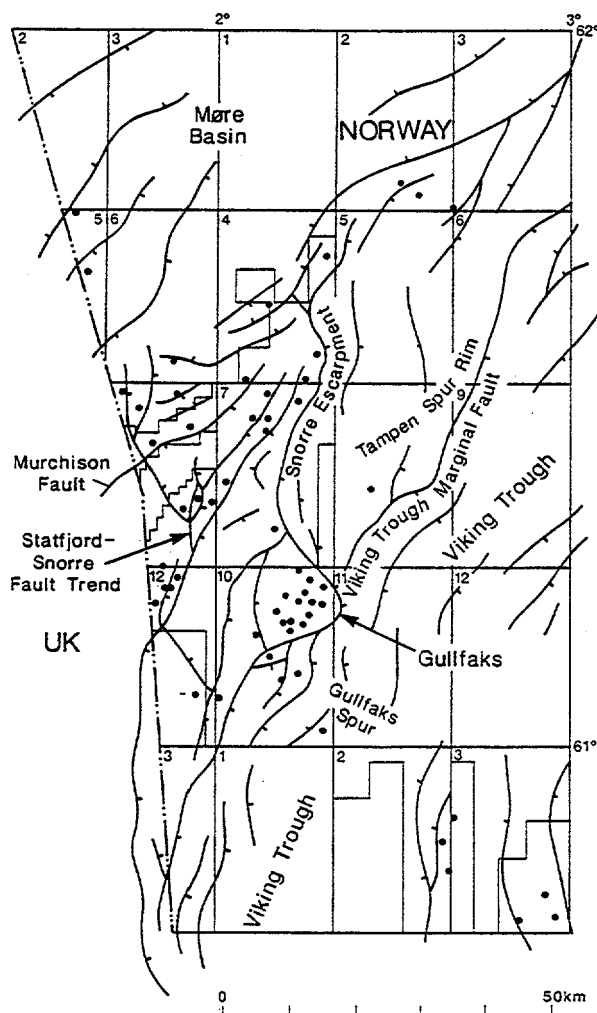 2°
3°
2
3
1
2
3
62°
Møre
Basin
NORWAY
5
6
4
5
6
Snorre Escarpment
7
9
Tampen Spur Rim
Murchison
Fault
Viking Trough Marginal Fault
Viking Trough
Statfjord-
Snorre
Fault Trend
12
10
11
12
UK
Gullfaks
Gullfaks
Spur
3
1
2
3
61°
Viking Trough
0
50km